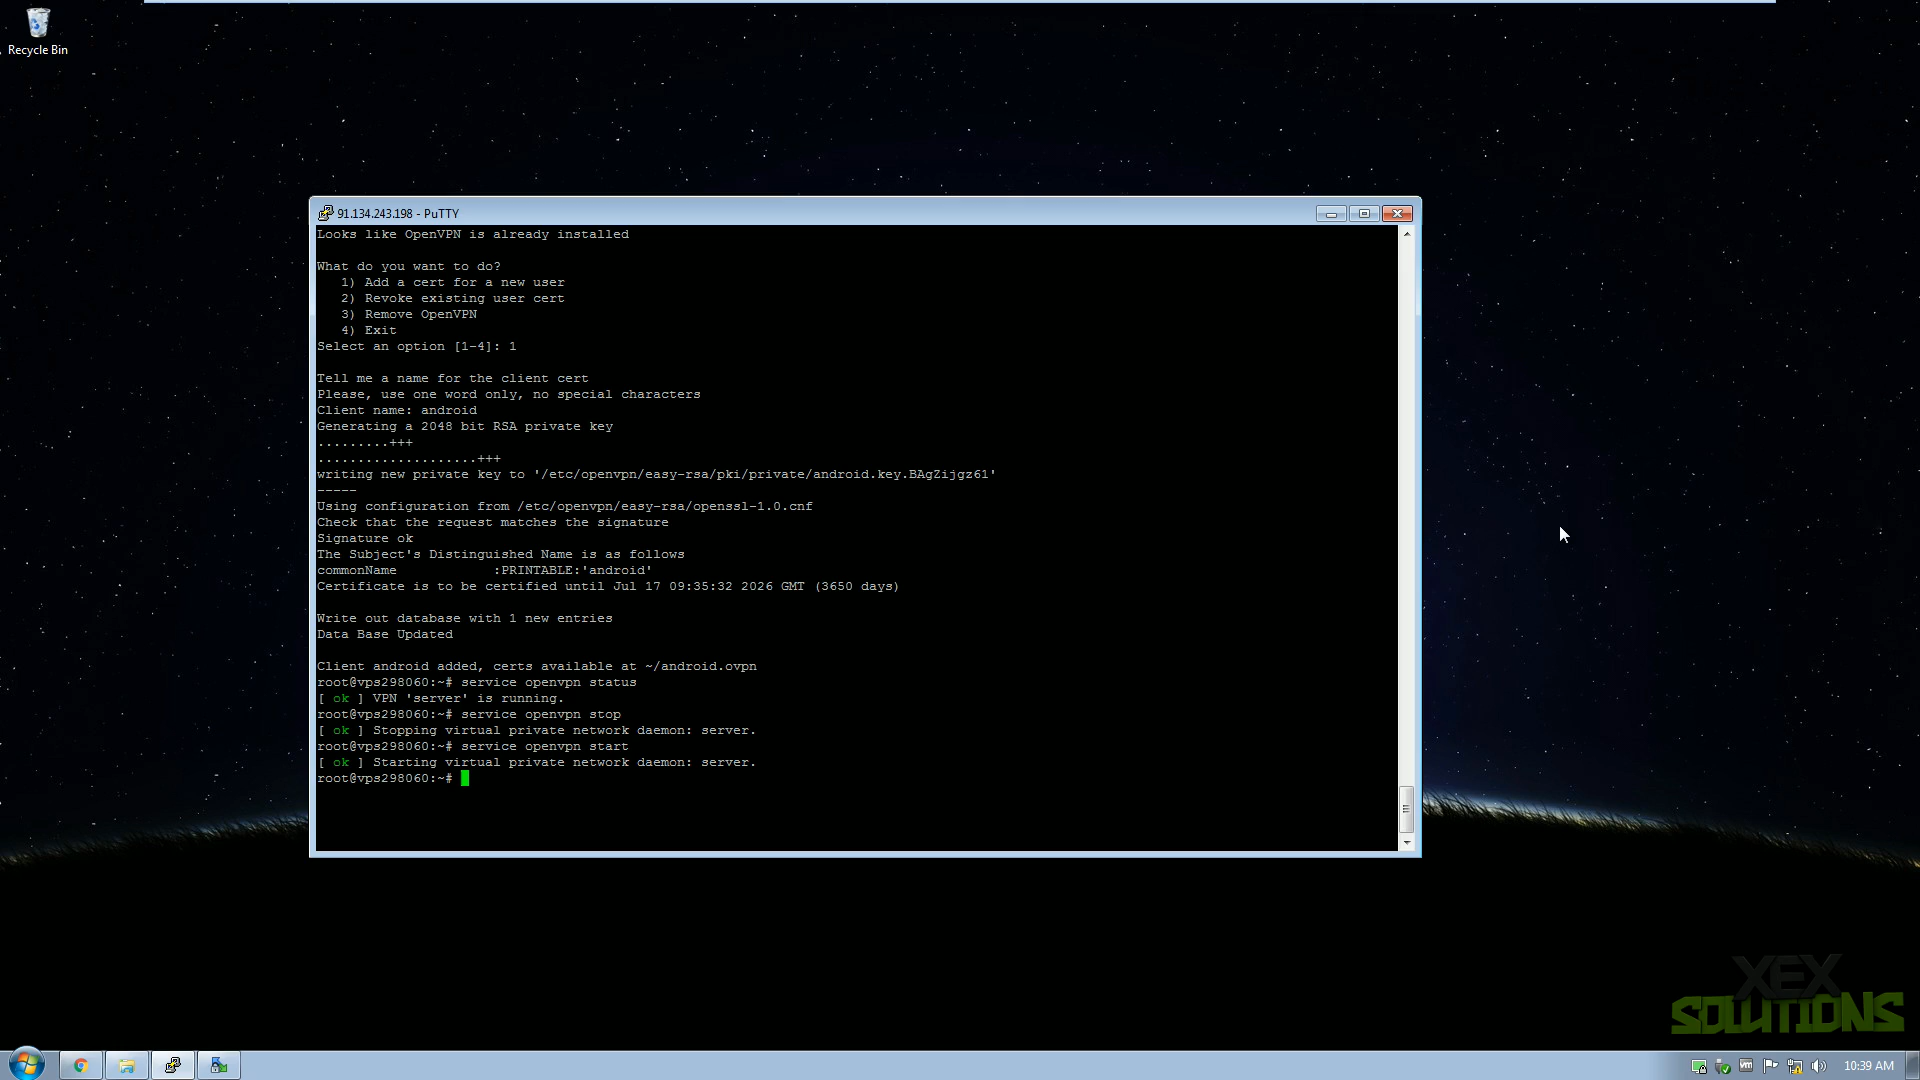 Recycle Bin
91.134.243.198 - PuTTY
Looks like OpenVPN is already installed
What do you want to do?
1) Add a cert for a new user
2) Revoke existing user cert
3) Remove OpenVPN
4) Exit
Select an option [1-4]: 1
Tell me a name for the client cert
Please, use one word only, no special characters
Client name: android
Generating a 2048 bit RSA private key
.........+++
....................+++
writing new private key to '/etc/openvpn/easy-rsa/pki/private/android.key.BAgZijgz61'
-----
Using configuration from /etc/openvpn/easy-rsa/openssl-1.0.cnf
Check that the request matches the signature
Signature ok
The Subject's Distinguished Name is as follows
commonName            :PRINTABLE:'android'
Certificate is to be certified until Jul 17 09:35:32 2026 GMT (3650 days)
Write out database with 1 new entries
Data Base Updated
Client android added, certs available at ~/android.ovpn
root@vps298060:~# service openvpn status
[ ok ] VPN 'server' is running.
root@vps298060:~# service openvpn stop
[ ok ] Stopping virtual private network daemon: server.
root@vps298060:~# service openvpn start
[ ok ] Starting virtual private network daemon: server.
root@vps298060:~#
XEX
SOLUTIONS
vm
10:39 AM